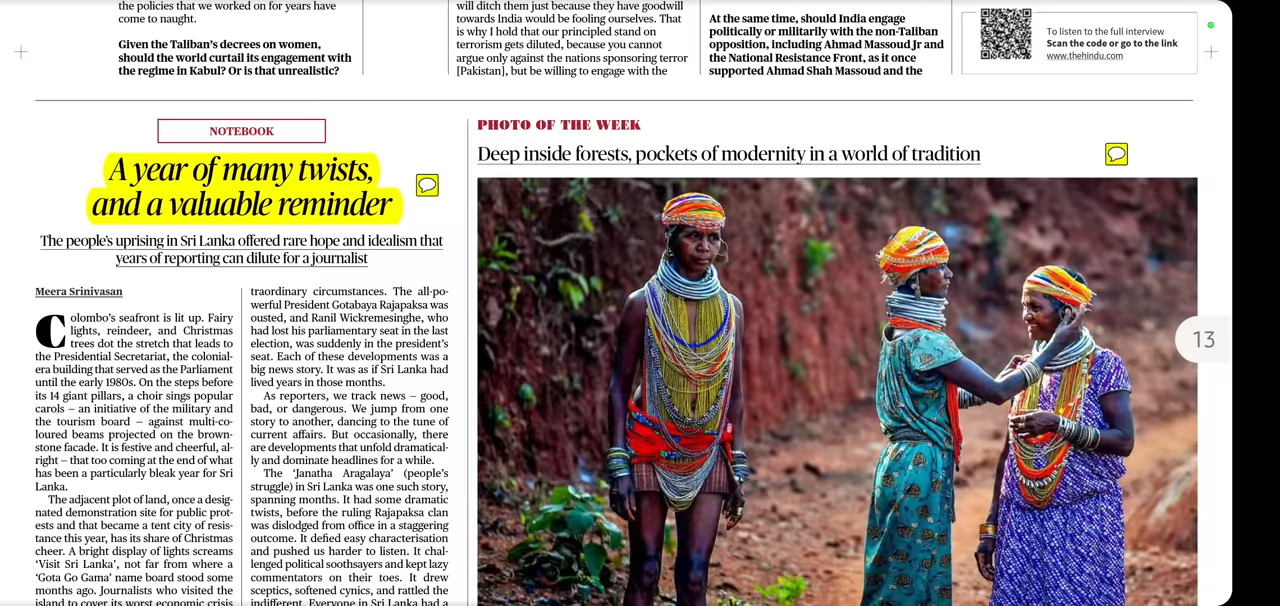 the policies that we worked on for years have
come to naught.
Given the Taliban's decrees on women,
should the world curtail its engagement with
the regime in Kabul? Or is that unrealistic?
will ditch them just because they have goodwill
towards India would be fooling ourselves. That
is why I hold that our principled stand on
terrorism gets diluted, because you cannot
argue only against the nations sponsoring terror
[Pakistan], but be willing to engage with the
At the same time, should India engage
politically or militarily with the non-Taliban
opposition, including Ahmad Massoud Jr and
the National Resistance Front, as it once
supported Ahmad Shah Massoud and the
To listen to the full interview
Scan the code or go to the link
www.thehindu.com
NOTEBOOK
A year of many twists,
and a valuable reminder
The people's uprising in Sri Lanka offered rare hope and idealism that
years of reporting can dilute for a journalist
Meera Srinivasan
Colombo's seafront is lit up. Fairy
lights, reindeer, and Christmas
trees dot the stretch that leads to
the Presidential Secretariat, the colonial-
era building that served as the Parliament
until the early 1980s. On the steps before
its 14 giant pillars, a choir sings popular
carols – an initiative of the military and
the tourism board – against multi-co-
loured beams projected on the brown-
stone facade. It is festive and cheerful, al-
right – that too coming at the end of what
has been a particularly bleak year for Sri
Lanka.
The adjacent plot of land, once a desig-
nated demonstration site for public prot-
ests and that became a tent city of resis-
tance this year, has its share of Christmas
cheer. A bright display of lights screams
'Visit Sri Lanka', not far from where a
'Gota Go Gama' name board stood some
months ago. Journalists who visited the
island to cover its worst economic crisis
traordinary circumstances. The all-po-
werful President Gotabaya Rajapaksa was
ousted, and Ranil Wickremesinghe, who
had lost his parliamentary seat in the last
election, was suddenly in the president's
seat. Each of these developments was a
big news story. It was as if Sri Lanka had
lived years in those months.
As reporters, we track news – good,
bad, or dangerous. We jump from one
story to another, dancing to the tune of
current affairs. But occasionally, there
are developments that unfold dramatical-
ly and dominate headlines for a while.
The 'Janatha Aragalaya' (people's
struggle) in Sri Lanka was one such story,
spanning months. It had some dramatic
twists, before the ruling Rajapaksa clan
was dislodged from office in a staggering
outcome. It defied easy characterisation
and pushed us harder to listen. It chal-
lenged political soothsayers and kept lazy
commentators on their toes. It drew
sceptics, softened cynics, and rattled the
indifferent. Everyone in Sri Lanka had a
PHOTO OF THE WEEK
Deep inside forests, pockets of modernity in a world of tradition
13